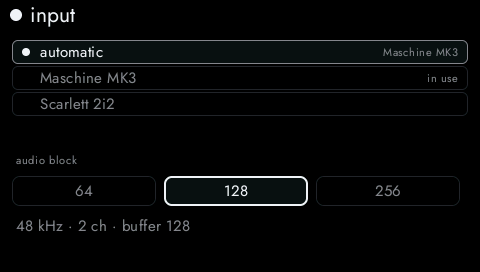 input
automatic Maschine MK3
Maschine MK3 in use
Scarlett 2i2
audio block
64 128 256
48 kHz · 2 ch · buffer 128